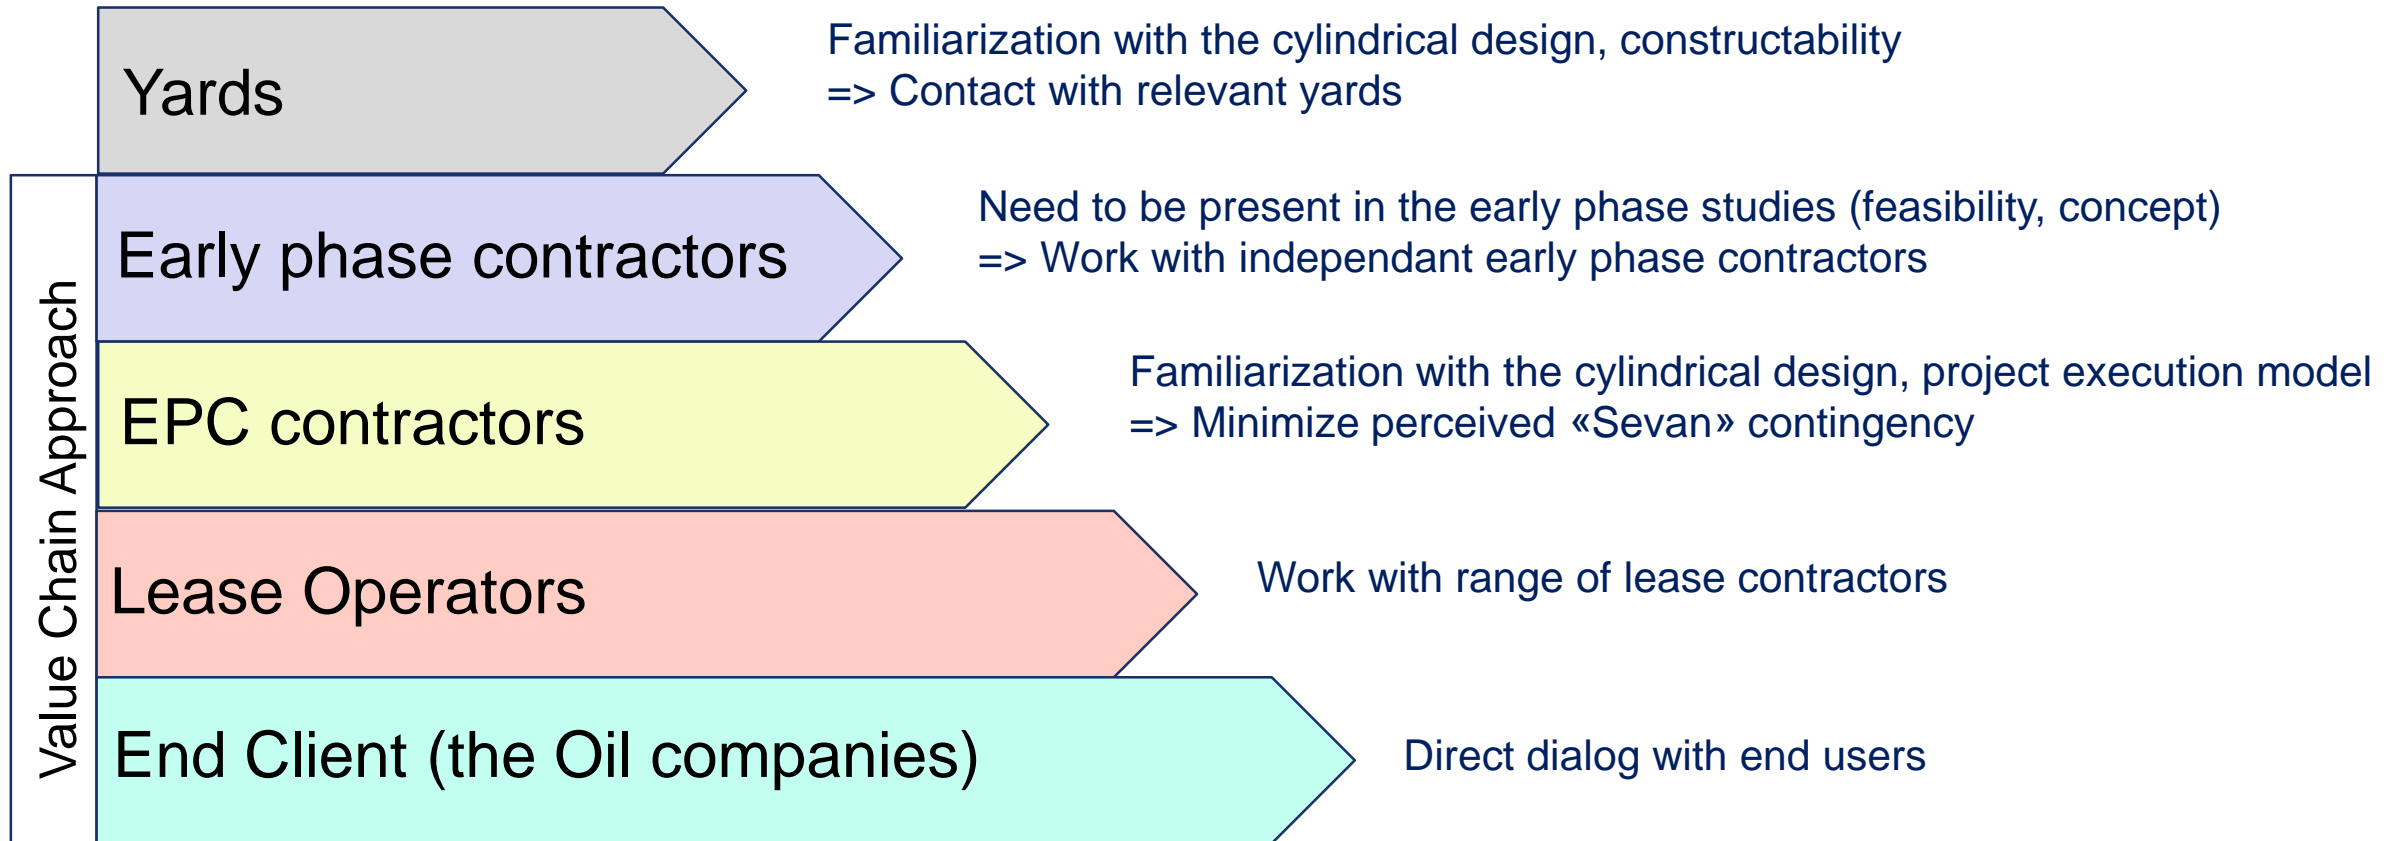 Yards
Familiarization with the cylindrical design, constructability
=> Contact with relevant yards
Value Chain Approach
Early phase contractors
Need to be present in the early phase studies (feasibility, concept)
=> Work with independant early phase contractors
EPC contractors
Familiarization with the cylindrical design, project execution model
=> Minimize perceived «Sevan» contingency
Lease Operators
Work with range of lease contractors
End Client (the Oil companies)
Direct dialog with end users